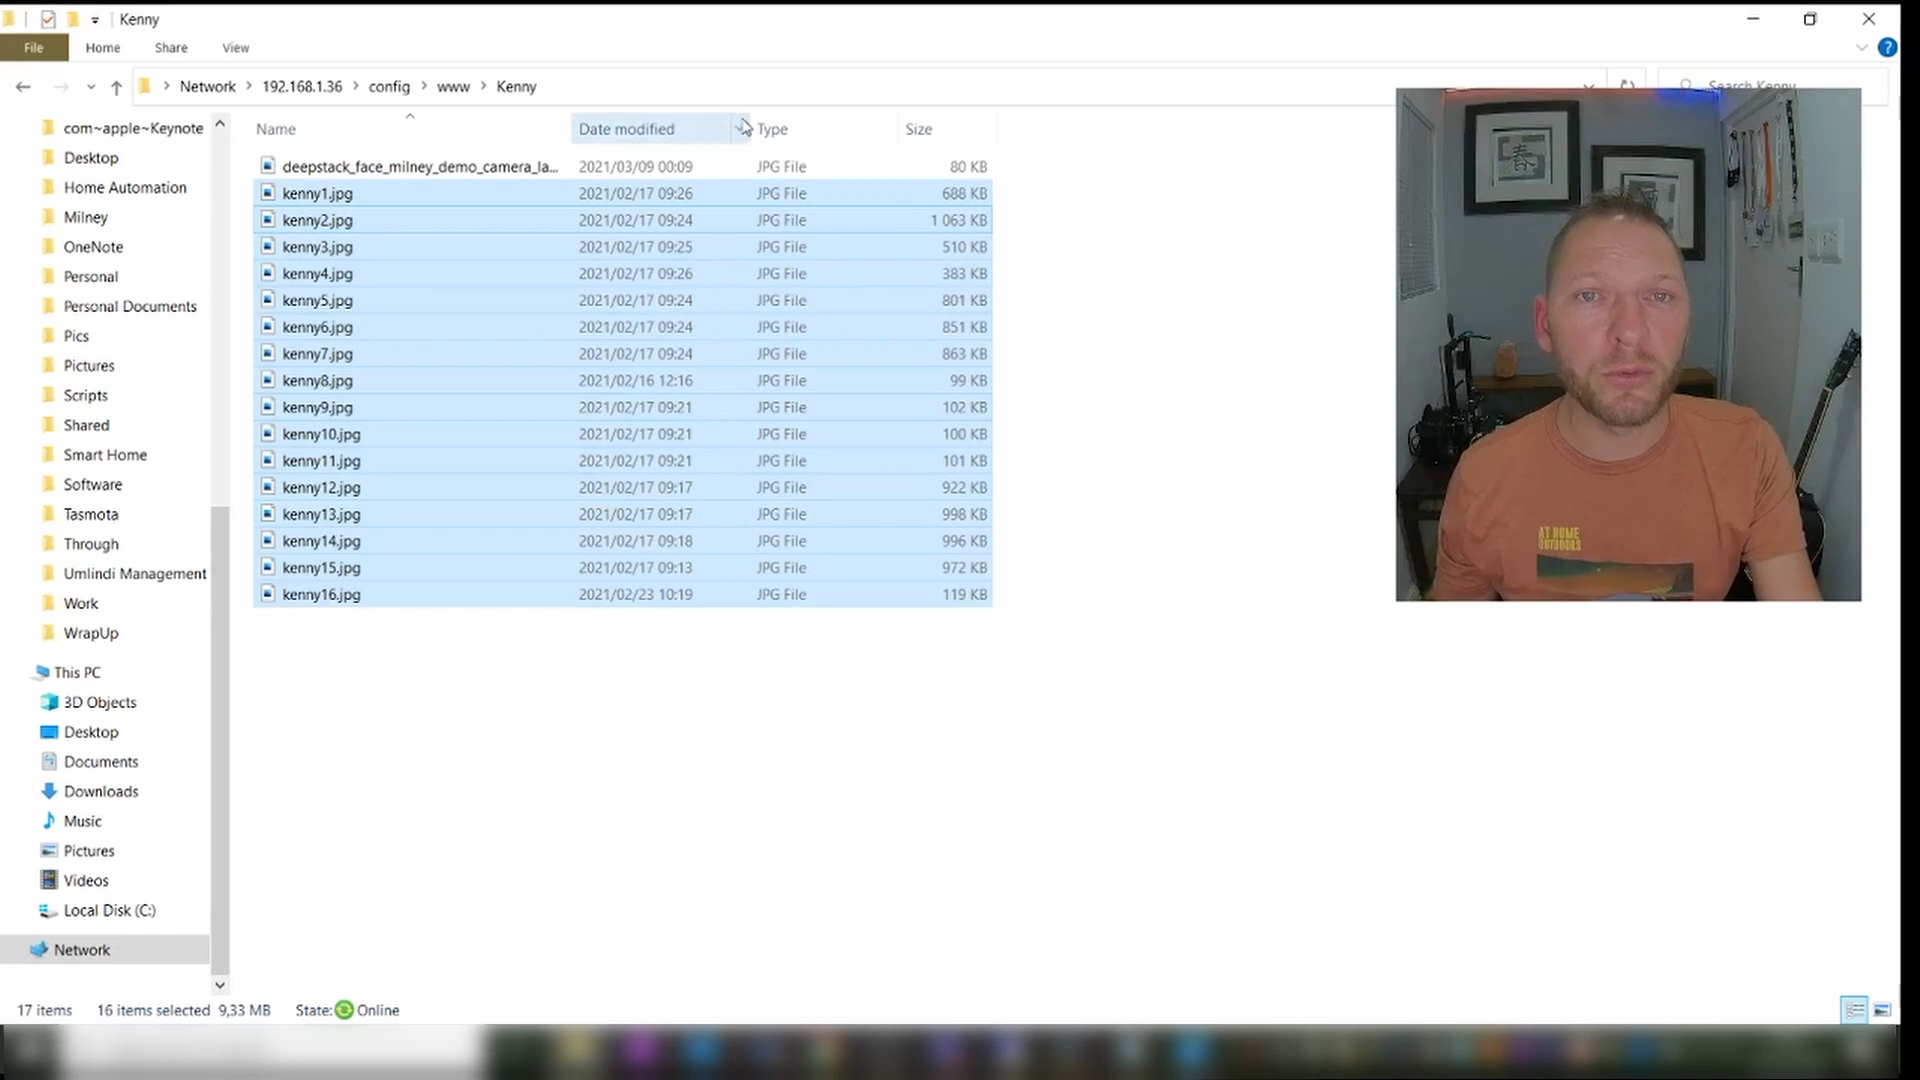 Kenny
File Home Share View
Network 192.168.1.36 config www Kenny Search Kenny
Name Date modified Type Size
deepstack_face_milney_demo_camera_la... 2021/03/09 00:09 JPG File 80 KB
kenny1.jpg 2021/02/17 09:26 JPG File 688 KB
kenny2.jpg 2021/02/17 09:24 JPG File 1 063 KB
kenny3.jpg 2021/02/17 09:25 JPG File 510 KB
kenny4.jpg 2021/02/17 09:26 JPG File 383 KB
kenny5.jpg 2021/02/17 09:24 JPG File 801 KB
kenny6.jpg 2021/02/17 09:24 JPG File 851 KB
kenny7.jpg 2021/02/17 09:24 JPG File 863 KB
kenny8.jpg 2021/02/16 12:16 JPG File 99 KB
kenny9.jpg 2021/02/17 09:21 JPG File 102 KB
kenny10.jpg 2021/02/17 09:21 JPG File 100 KB
kenny11.jpg 2021/02/17 09:21 JPG File 101 KB
kenny12.jpg 2021/02/17 09:17 JPG File 922 KB
kenny13.jpg 2021/02/17 09:17 JPG File 998 KB
kenny14.jpg 2021/02/17 09:18 JPG File 996 KB
kenny15.jpg 2021/02/17 09:13 JPG File 972 KB
kenny16.jpg 2021/02/23 10:19 JPG File 119 KB
com~apple~Keynote
Desktop
Home Automation
Milney
OneNote
Personal
Personal Documents
Pics
Pictures
Scripts
Shared
Smart Home
Software
Tasmota
Through
Umlindi Management
Work
WrapUp
This PC
3D Objects
Desktop
Documents
Downloads
Music
Pictures
Videos
Local Disk (C:)
Network
春
AT HOME
OUTDOORS
17 items 16 items selected 9,33 MB State: Online